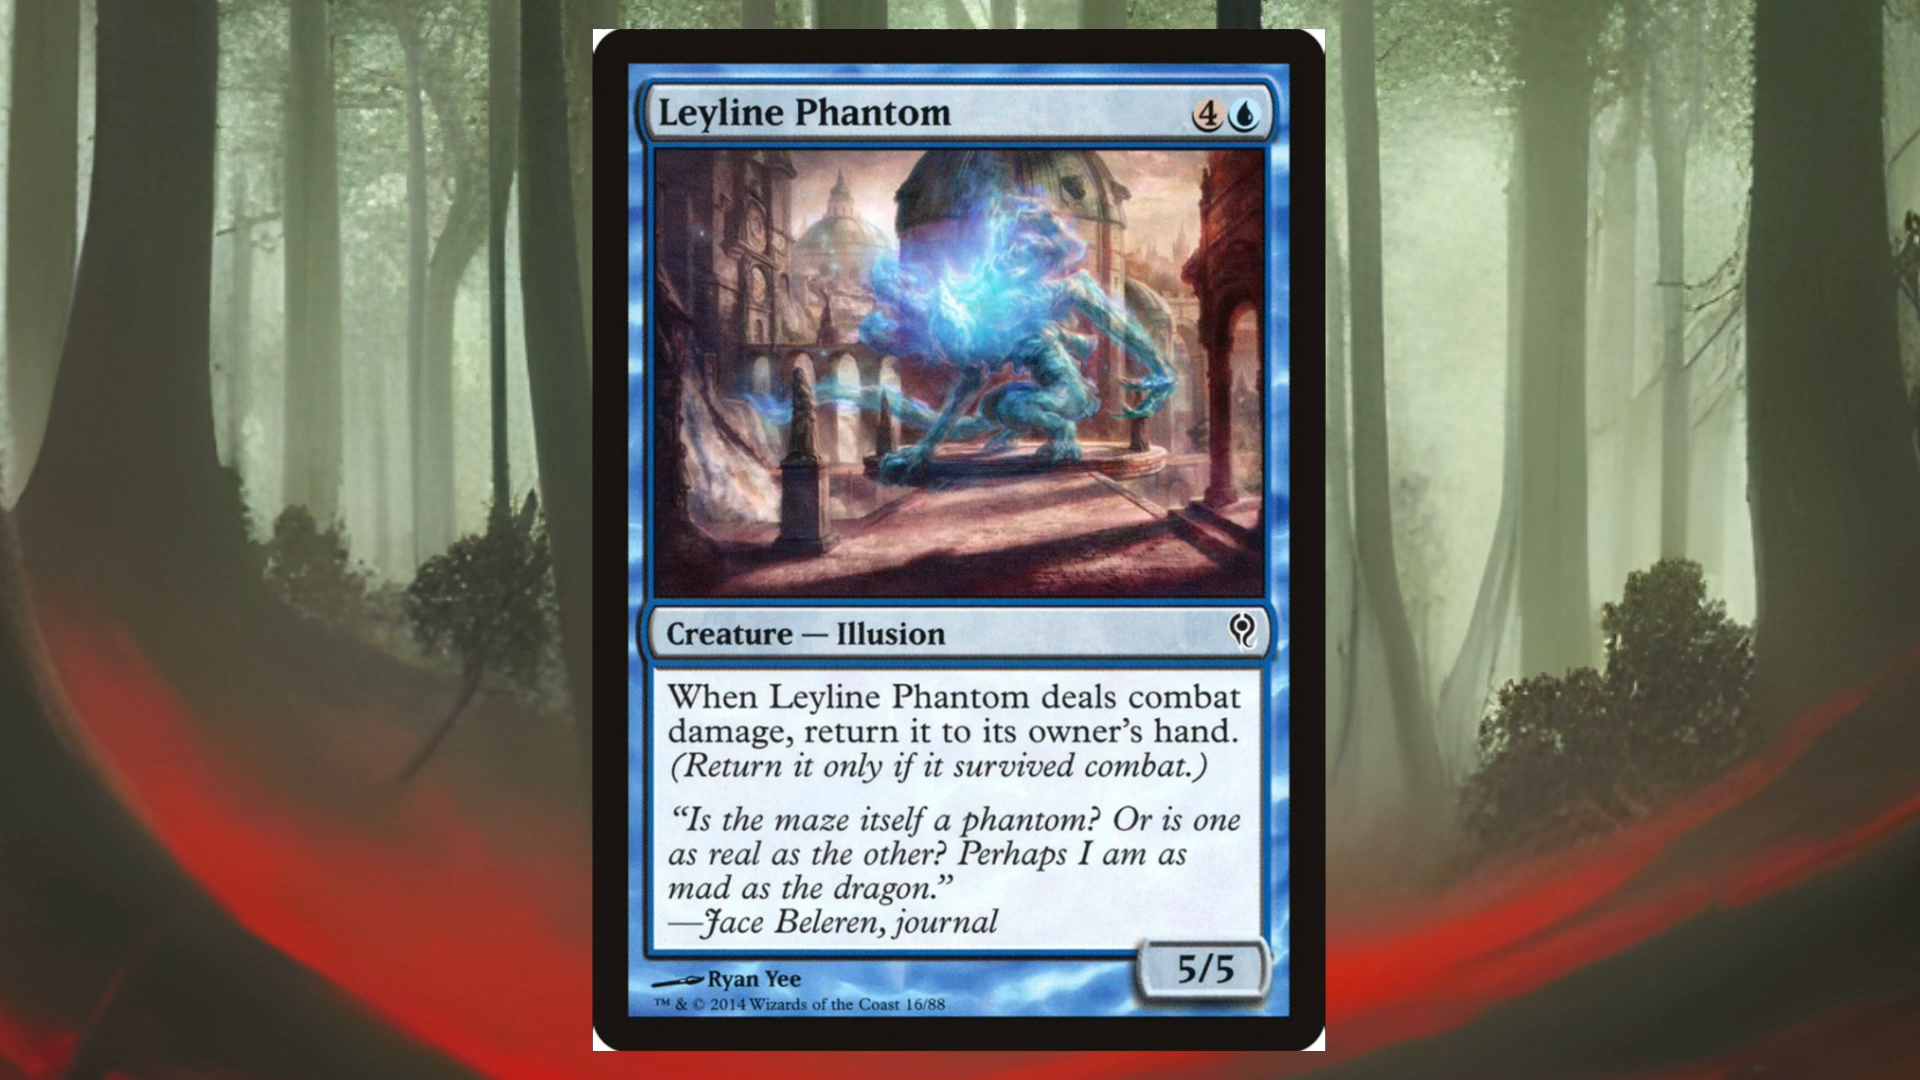 Leyline Phantom 4
Creature — Illusion
When Leyline Phantom deals combat
damage, return it to its owner’s hand.
(Return it only if it survived combat.)
“Is the maze itself a phantom? Or is one
as real as the other? Perhaps I am as
mad as the dragon.”
—Jace Beleren, journal
5/5
Ryan Yee
™ & © 2014 Wizards of the Coast 16/88